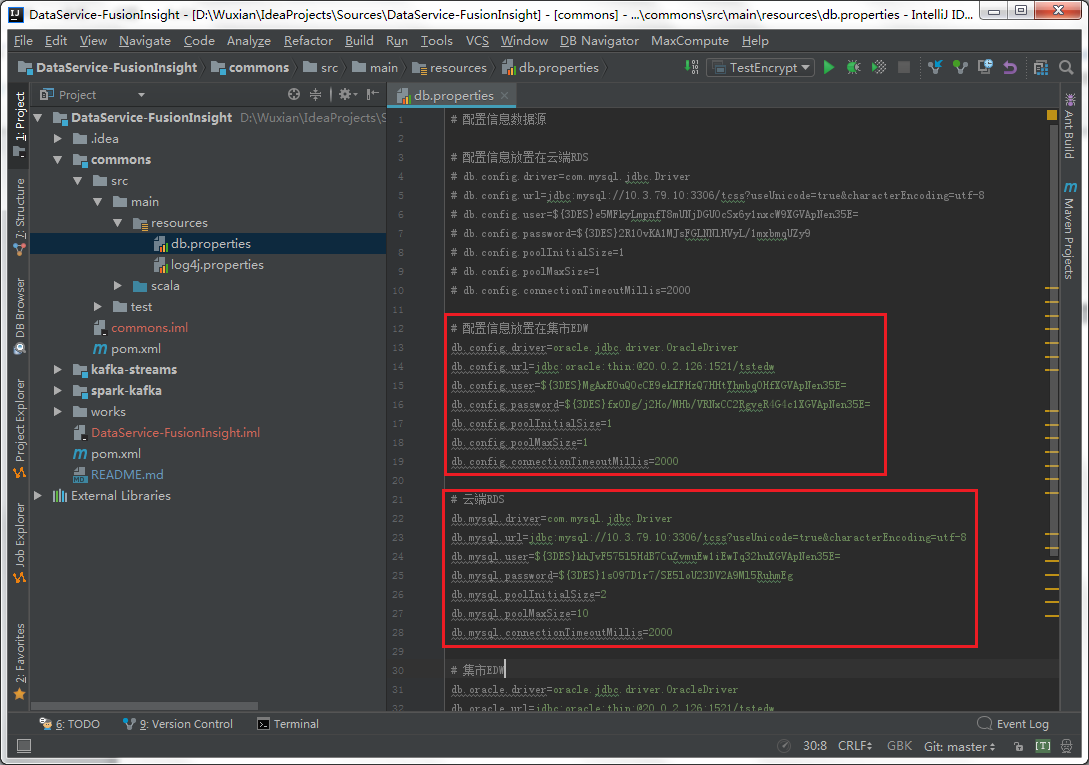 DataService-FusionInsight - [D:\Wuxian\IdeaProjects\Sources\DataService-FusionInsight] - [commons] - ...\commons\src\main\resources\db.properties - IntelliJ ID...
File Edit View Navigate Code Analyze Refactor Build Run Tools VCS Window DB Navigator MaxCompute Help
DataService-FusionInsight commons src main resources db.properties TestEncrypt
Project
db.properties
1: Project
7: Structure
DB Browser
Project Explorer
Job Explorer
2: Favorites
DataService-FusionInsight D:\Wuxian\IdeaProjects\S
.idea
commons
src
main
resources
db.properties
log4j.properties
scala
test
commons.iml
pom.xml
kafka-streams
spark-kafka
works
DataService-FusionInsight.iml
pom.xml
README.md
External Libraries
1 # 配置信息数据源
2
3 # 配置信息放置在云端RDS
4 # db.config.driver=com.mysql.jdbc.Driver
5 # db.config.url=jdbc:mysql://10.3.79.10:3306/tcss?useUnicode=true&characterEncoding=utf-8
6 # db.config.user=${3DES}e5MFkyLmpnfT8mUNjDGUOcSx6y1nxcW9XGVApNen35E=
7 # db.config.password=${3DES}2R10vKA1MJsFGLNNlHVyL/1mxbmqUZy9
8 # db.config.poolInitialSize=1
9 # db.config.poolMaxSize=1
10 # db.config.connectionTimeoutMillis=2000
11
12 # 配置信息放置在集市EDW
13 db.config.driver=oracle.jdbc.driver.OracleDriver
14 db.config.url=jdbc:oracle:thin:@20.0.2.126:1521/tstedw
15 db.config.user=${3DES}MgAxEOuQ0cCE9ekIFHzQ7HHtYhmbqOHfXGVApNen35E=
16 db.config.password=${3DES}fxODg/j2Ho/MHb/VRNxCC2RgveR4G4c1XGVApNen35E=
17 db.config.poolInitialSize=1
18 db.config.poolMaxSize=1
19 db.config.connectionTimeoutMillis=2000
20
21 # 云端RDS
22 db.mysql.driver=com.mysql.jdbc.Driver
23 db.mysql.url=jdbc:mysql://10.3.79.10:3306/tcss?useUnicode=true&characterEncoding=utf-8
24 db.mysql.user=${3DES}khJvF575l5HdB7CuZvmuEw1iEwTq32huXGVApNen35E=
25 db.mysql.password=${3DES}1sO97D1r7/SE5loU23DV2A9Ml5RuhmEg
26 db.mysql.poolInitialSize=2
27 db.mysql.poolMaxSize=10
28 db.mysql.connectionTimeoutMillis=2000
29
30 # 集市EDW
31 db.oracle.driver=oracle.jdbc.driver.OracleDriver
32 db.oracle.url=jdbc:oracle:thin:@20.0.2.126:1521/tstedw
Ant Build
Maven Projects
6: TODO 9: Version Control Terminal Event Log
30:8 CRLF GBK Git: master [T]